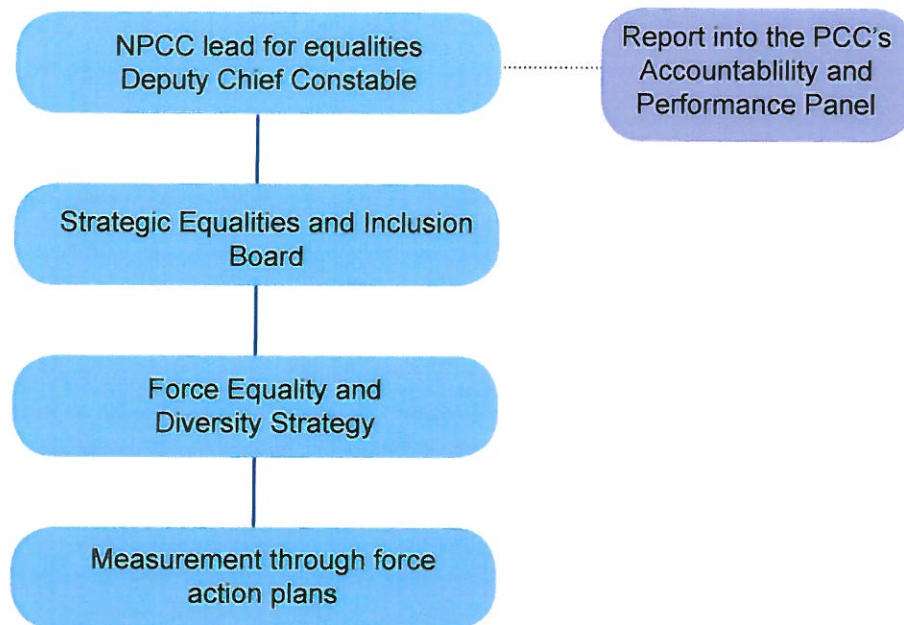 NPCC lead for equalities
Deputy Chief Constable
Report into the PCC's
Accountablility and
Performance Panel
Strategic Equalities and Inclusion
Board
Force Equality and
Diversity Strategy
Measurement through force
action plans